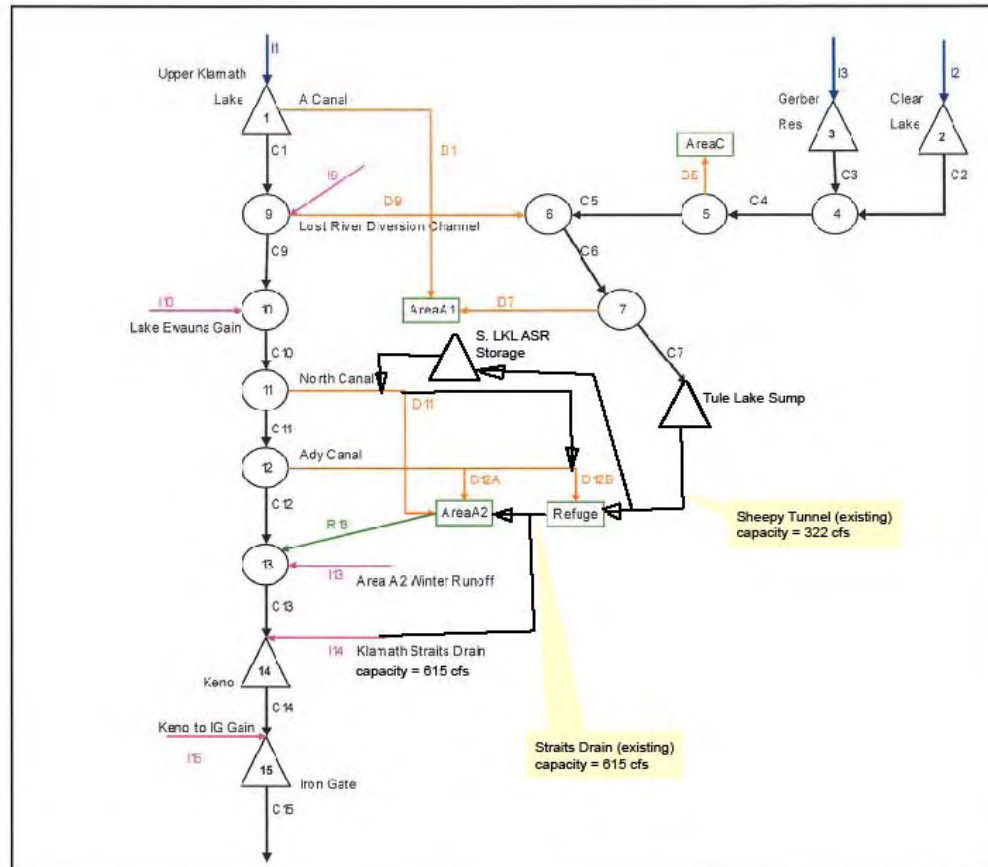 I1
I3
I2
Upper Klamath
Lake
1
A Canal
Gerber
Res
3
Clear
Lake
2
C1
D1
AreaC
C3
C2
I9
D5
9
D9
6
C5
5
C4
4
Lost River Diversion Channel
C9
C6
I10
10
AreaA1
D7
7
Lake Ewauna Gain
S. LKL ASR
Storage
C10
C7
11
North Canal
D11
Tule Lake Sump
C11
Ady Canal
12
D12A
D12B
C12
AreaA2
Refuge
Sheepy Tunnel (existing)
capacity = 322 cfs
R13
13
I13
Area A2 Winter Runoff
C13
I14
Klamath Straits Drain
capacity = 615 cfs
14
Keno
C14
Keno to IG Gain
Straits Drain (existing)
capacity = 615 cfs
I15
15
Iron Gate
C15